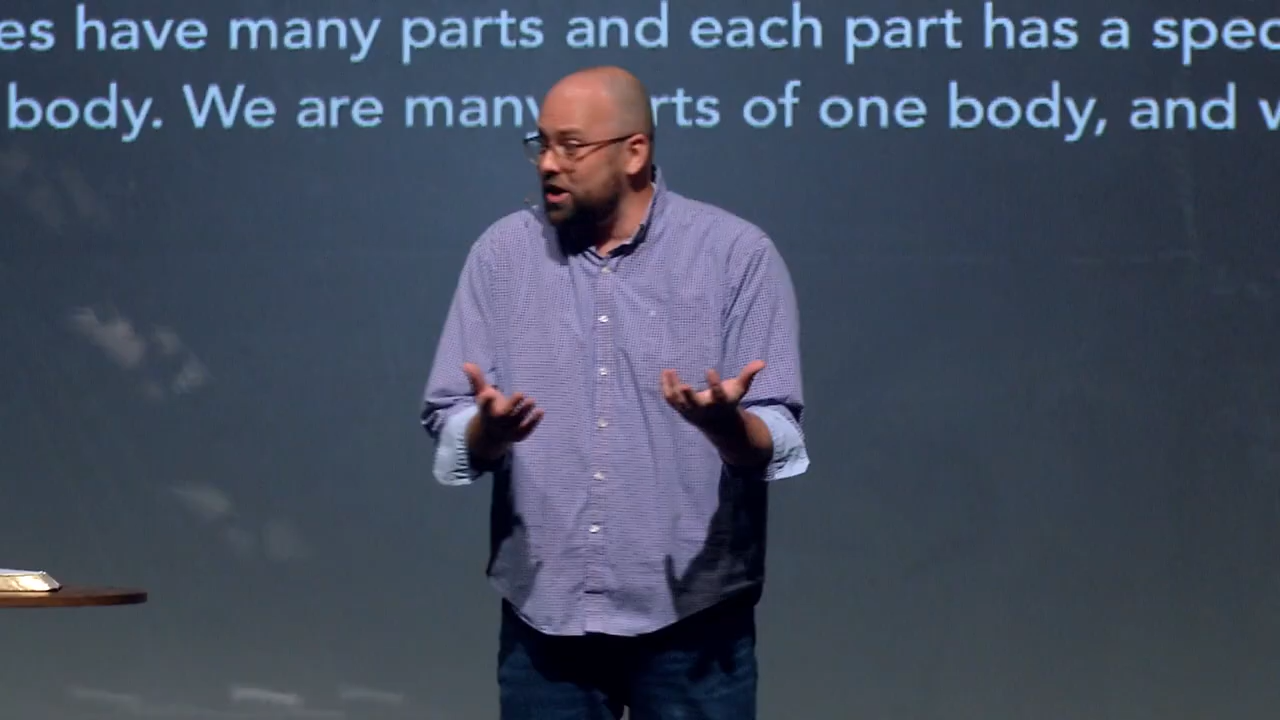 es have many parts and each part has a spec
body. We are many rts of one body, and w